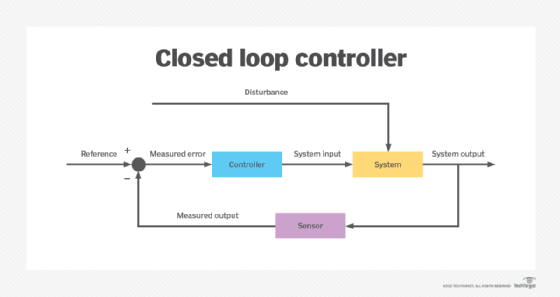 Closed loop controller
Disturbance
Reference
+
Measured error
Controller
System input
System
System output
−
Measured output
Sensor
©2022 TECHTARGET. ALL RIGHTS RESERVED
TechTarget